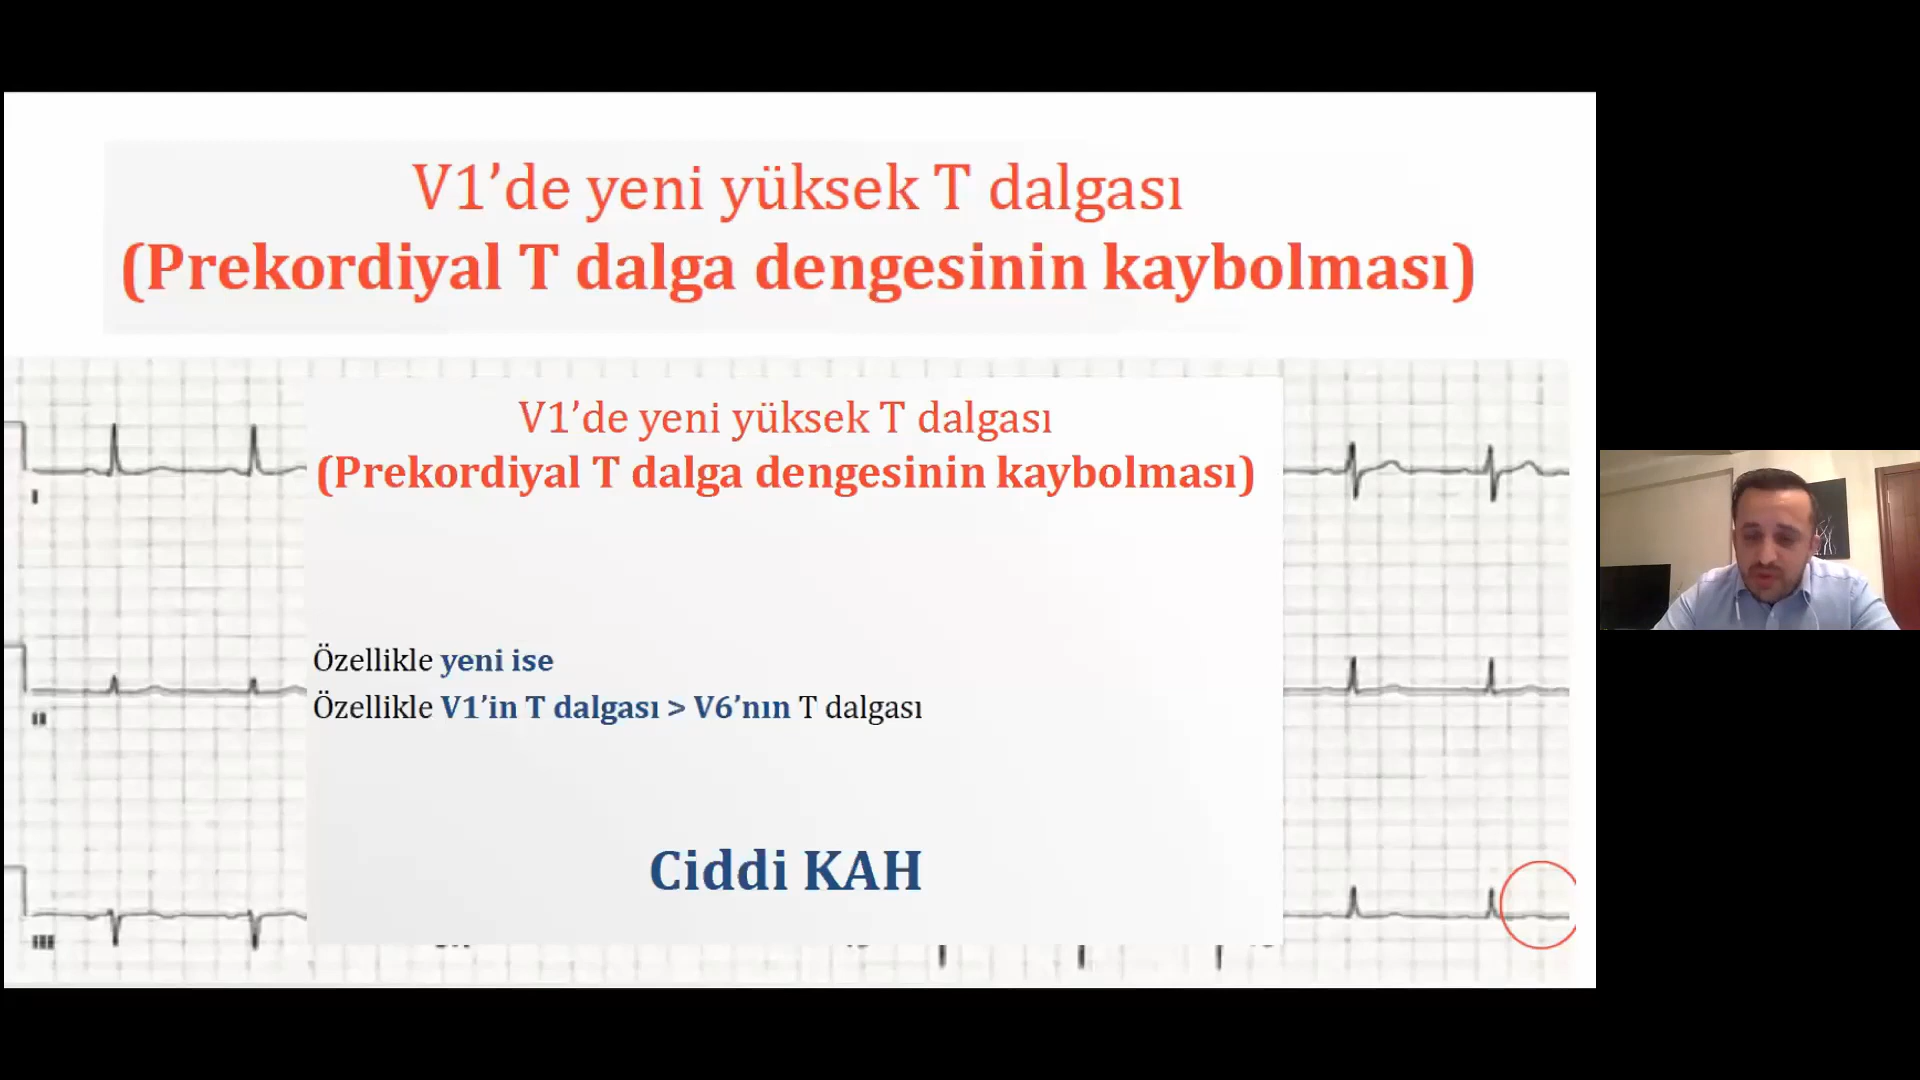 V1’de yeni yüksek T dalgası
(Prekordiyal T dalga dengesinin kaybolması)
V1’de yeni yüksek T dalgası
(Prekordiyal T dalga dengesinin kaybolması)
I
Özellikle yeni ise
Özellikle V1’in T dalgası > V6’nın T dalgası
II
Ciddi KAH
III